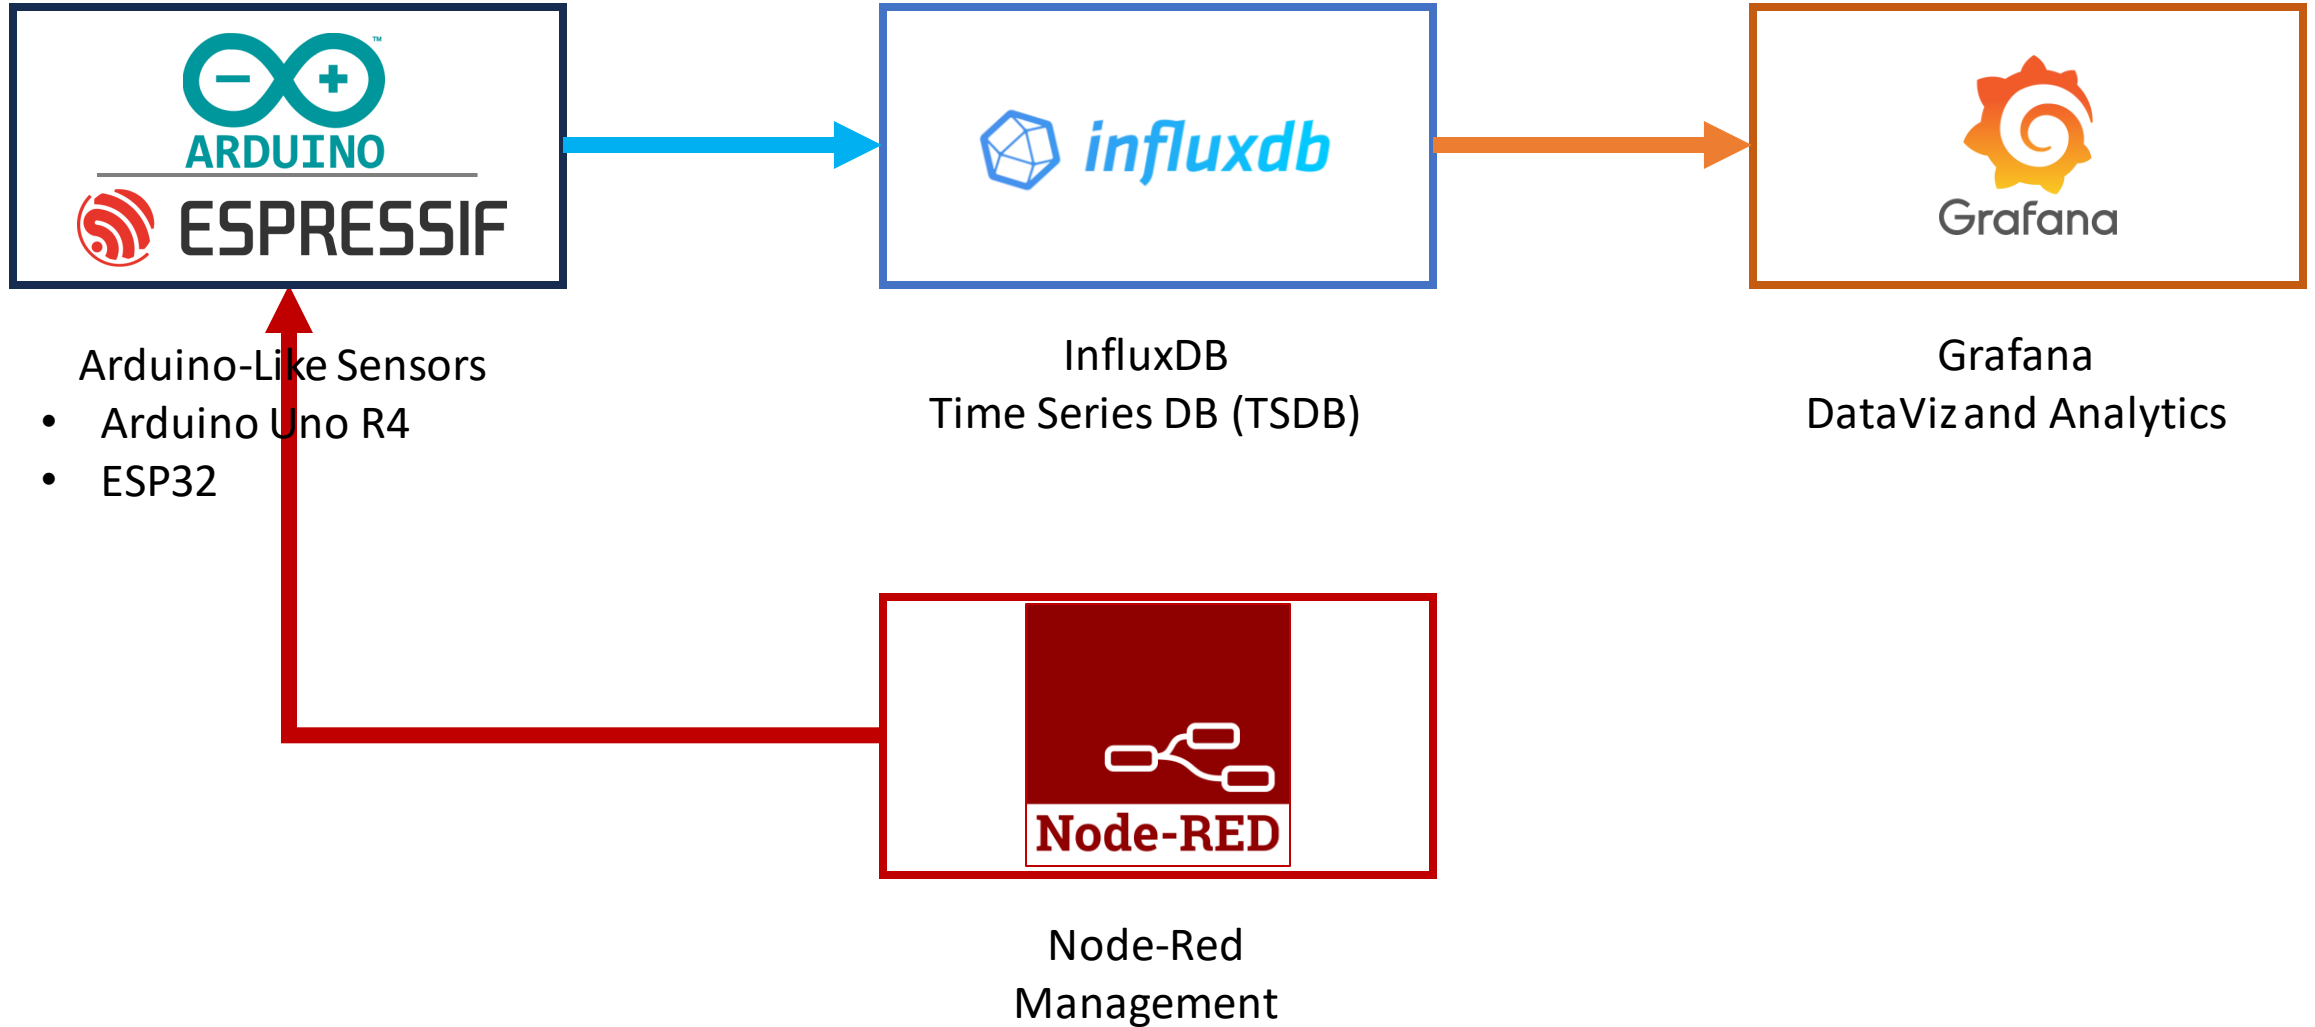 ARDUINO
TM
ESPRESSIF
influxdb
Grafana
Arduino-Like Sensors
• Arduino Uno R4
• ESP32
InfluxDB
Time Series DB (TSDB)
Grafana
DataViz and Analytics
Node-RED
Node-Red
Management